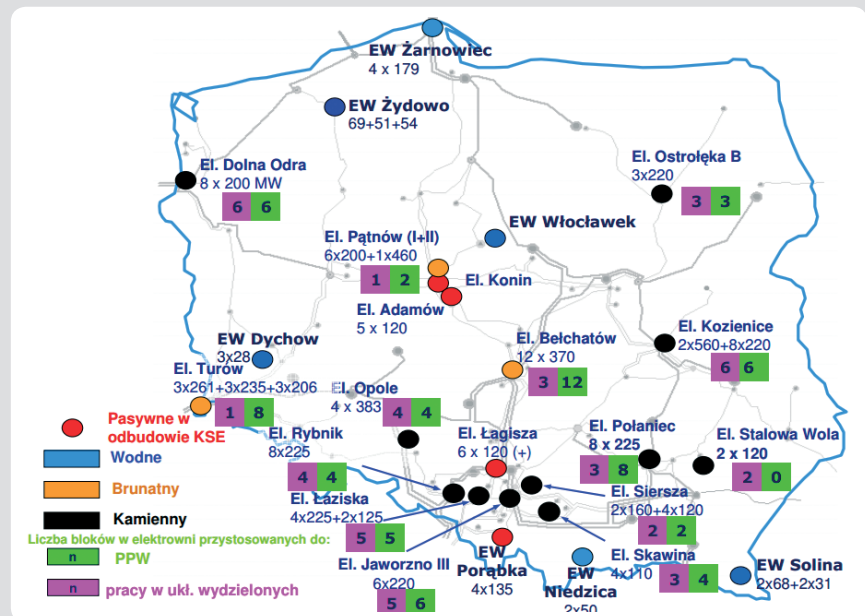 EW Żarnowiec
4 x 179
EW Żydowo
69+51+54
El. Dolna Odra
8 x 200 MW
6 6
El. Ostrołęka B
3x220
3 3
EW Włocławek
El. Pątnów (I+II)
6x200+1x460
1 2
El. Konin
El. Adamów
5 x 120
EW Dychow
3x28
El. Turów
3x261+3x235+3x206
1 8
El. Bełchatów
12 x 370
3 12
El. Kozienice
2x560+8x220
6 6
El. Opole
4 x 383
4 4
Pasywne w
odbudowie KSE
Wodne
Brunatny
Kamienny
Liczba bloków w elektrowni przystosowanych do:
n PPW
n pracy w ukł. wydzielonych
El. Rybnik
8x225
4 4
El. Łagisza
6 x 120 (+)
El. Połaniec
8 x 225
3 8
El. Stalowa Wola
2 x 120
2 0
El. Łaziska
4x225+2x125
5 5
El. Siersza
2x160+4x120
2 2
El. Jaworzno III
6x220
5 6
EW
Porąbka
4x135
EW
Niedzica
2x50
El. Skawina
4x110
3 4
EW Solina
2x68+2x31